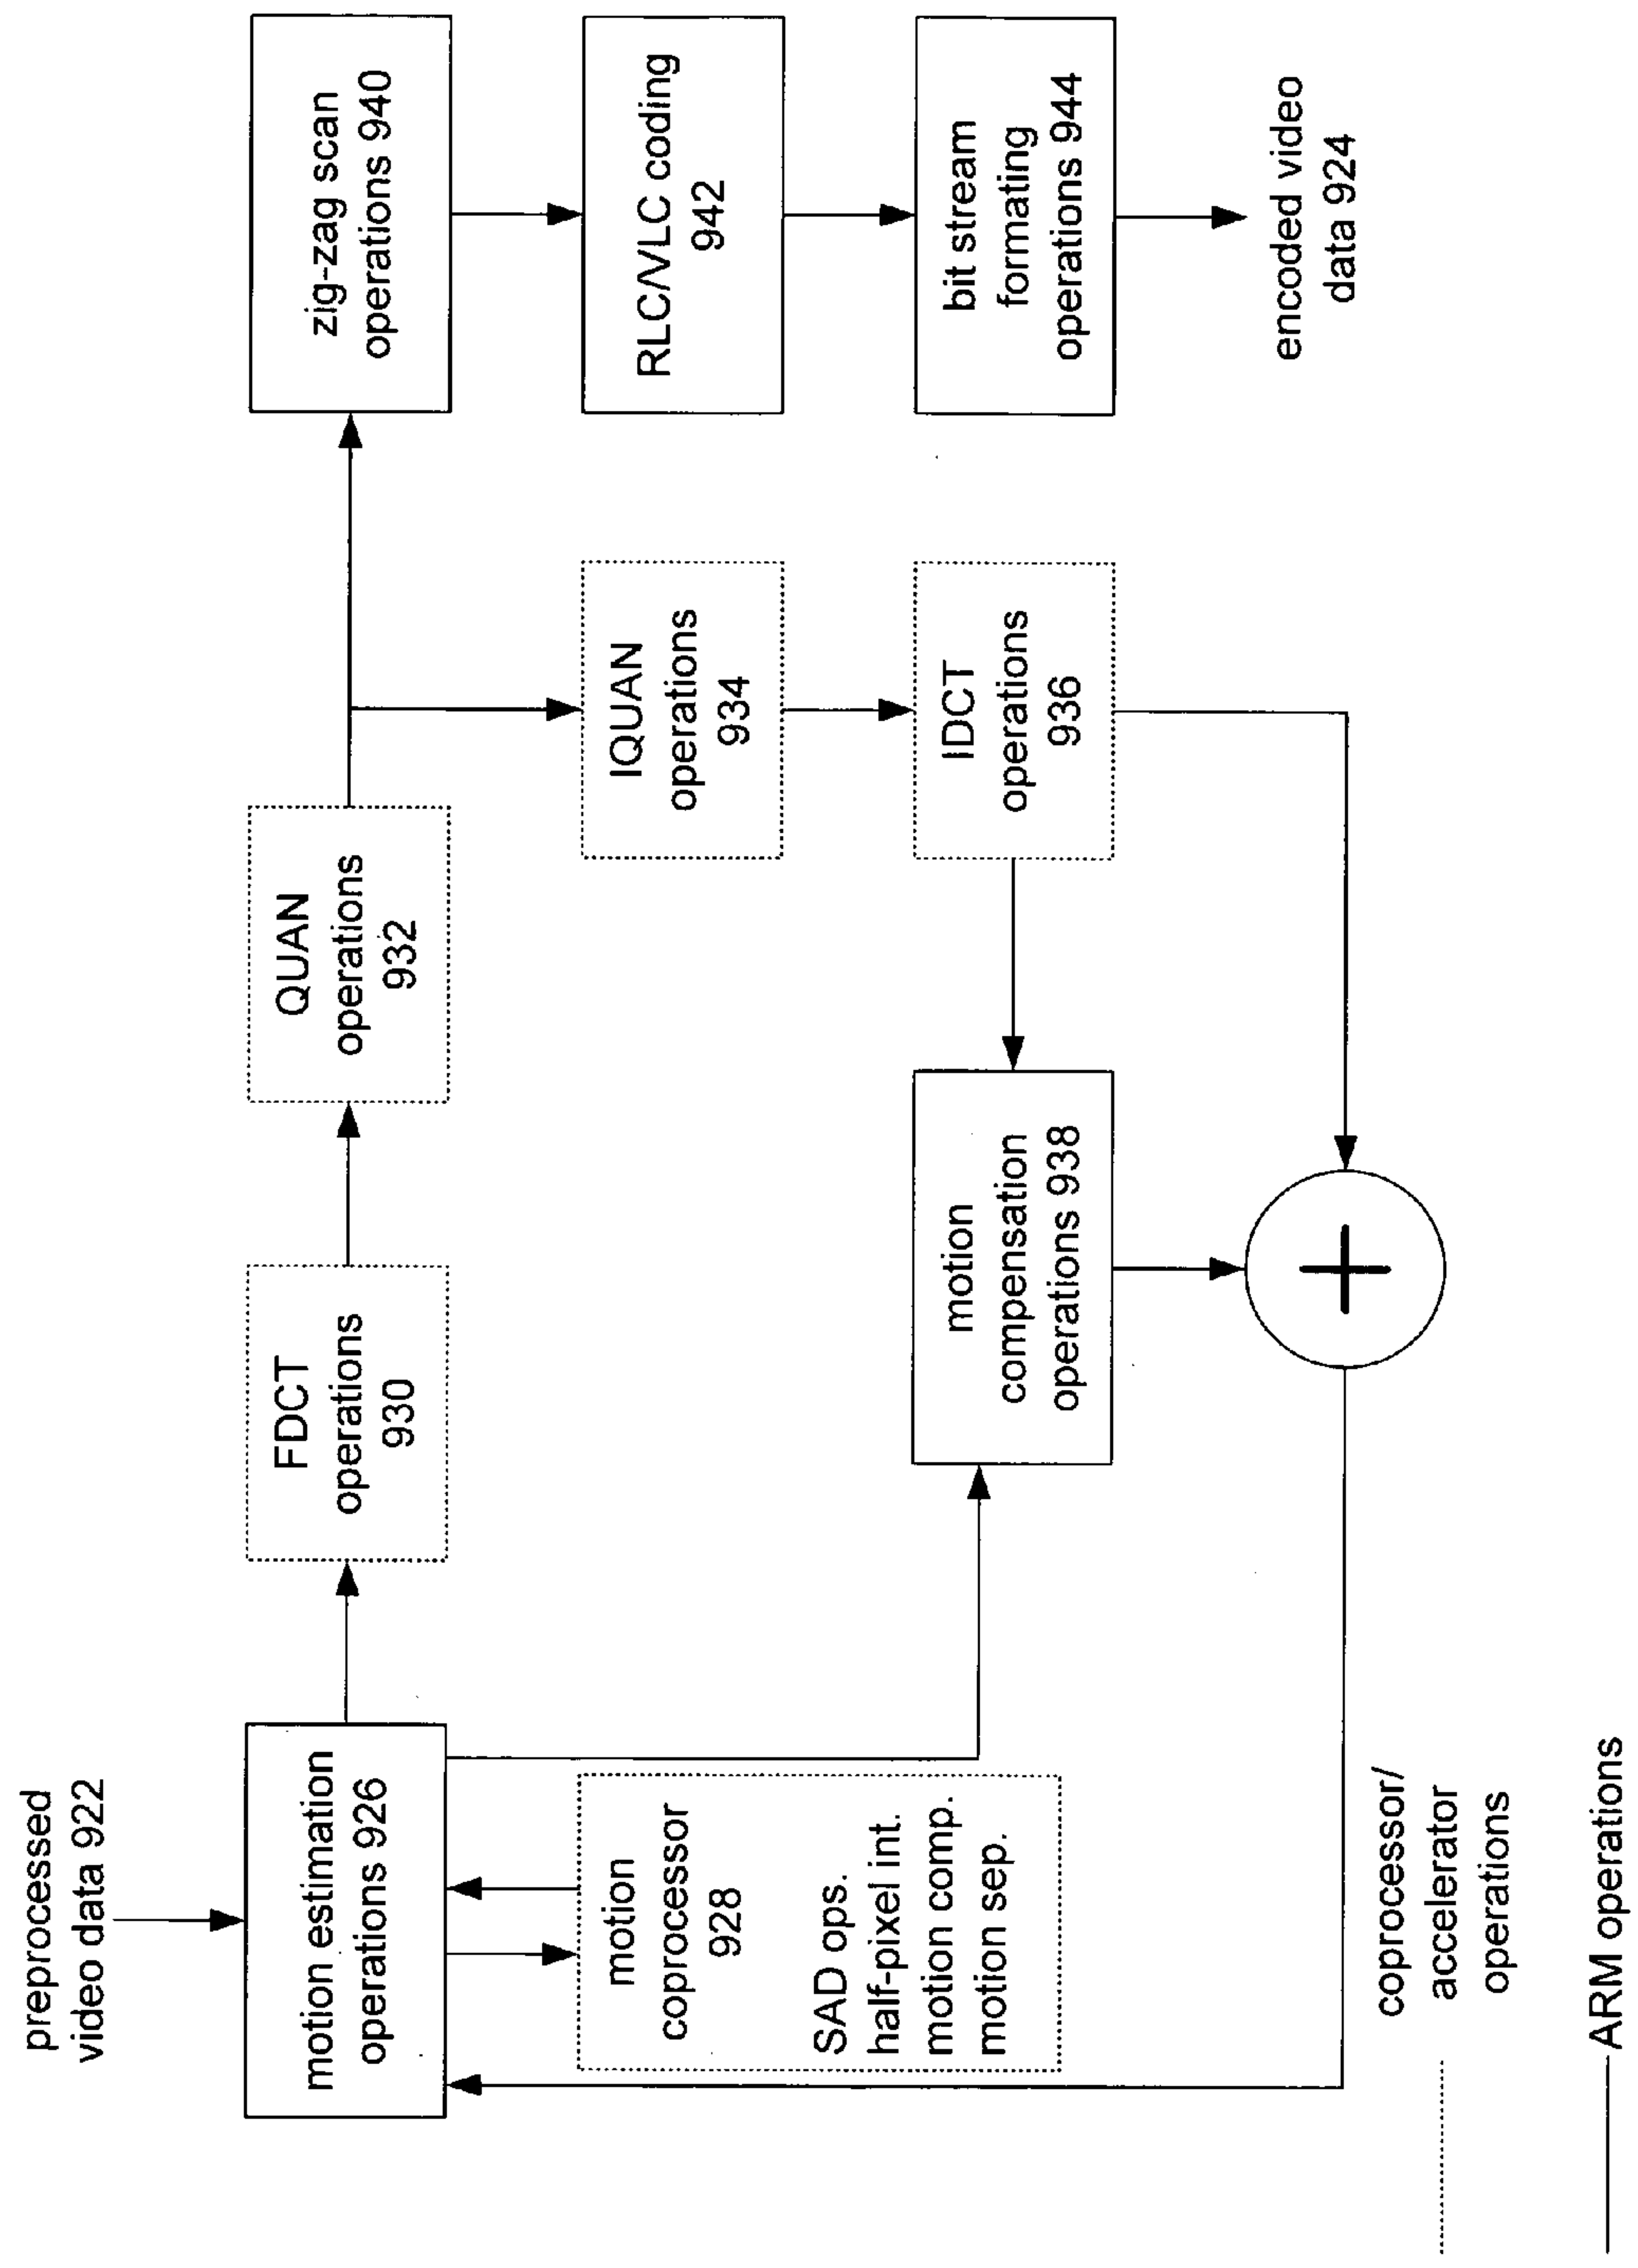 preprocessed
video data 922
motion estimation
operations 926
motion
coprocessor
928
SAD ops.
half-pixel int.
motion comp.
motion sep.
FDCT
operations
930
QUAN
operations
932
IQUAN
operations
934
IDCT
operations
936
motion
compensation
operations 938
+
zig-zag scan
operations 940
RLC/VLC coding
942
bit stream
formating
operations 944
encoded video
data 924
coprocessor/
accelerator
operations
ARM operations